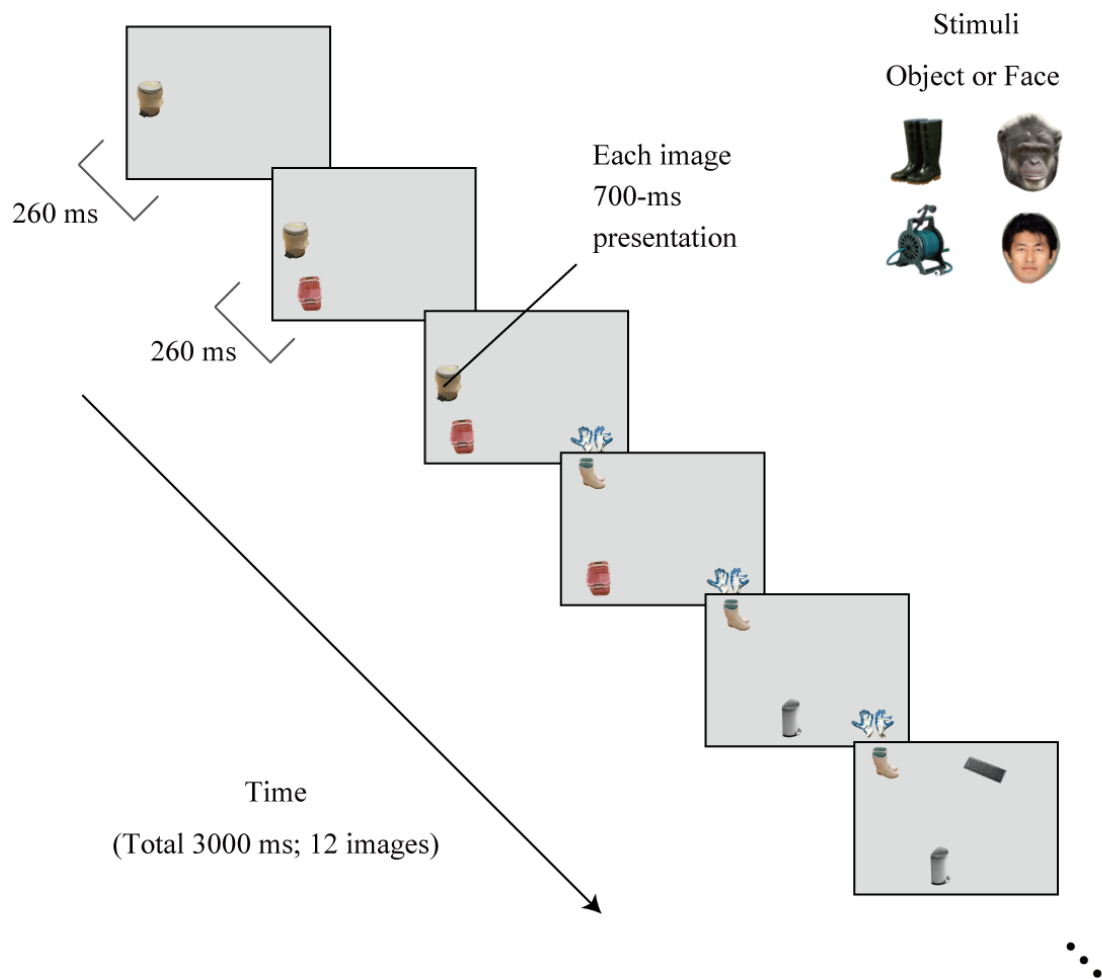 Stimuli
Object or Face
Each image
700-ms
presentation
260 ms
260 ms
Time
(Total 3000 ms; 12 images)